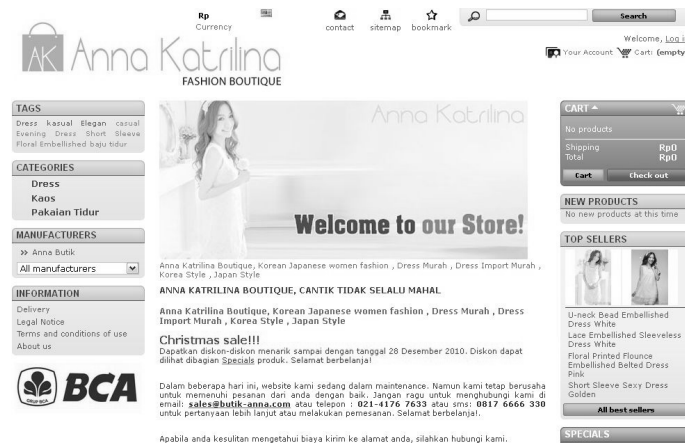 Rp
Currency
contact sitemap bookmark
Search
Welcome, Log i
Your Account Cart: (empty
AK Anna Katrilina
FASHION BOUTIQUE
TAGS
Dress kasual Elegan casual
Evening Dress Short Sleeve
Floral Embellished baju tidur
CATEGORIES
Dress
Kaos
Pakaian Tidur
MANUFACTURERS
>> Anna Butik
All manufacturers
INFORMATION
Delivery
Legal Notice
Terms and conditions of use
About us
BCA
Anna Katrilina
Welcome to our Store!
Anna Katrilina Boutique, Korean Japanese women fashion , Dress Murah , Dress Import Murah ,
Korea Style , Japan Style
ANNA KATRILINA BOUTIQUE, CANTIK TIDAK SELALU MAHAL
Anna Katrilina Boutique, Korean Japanese women fashion , Dress Murah , Dress
Import Murah , Korea Style , Japan Style
Christmas sale!!!
Dapatkan diskon-diskon menarik sampai dengan tanggal 28 Desember 2010. Diskon dapat
dilihat dibagian Specials produk. Selamat berbelanja!
Dalam beberapa hari ini, website kami sedang dalam maintenance. Namun kami tetap berusaha
untuk memenuhi pesanan dari anda dengan baik. Jangan ragu untuk menghubungi kami di
email: sales@butik-anna.com atau telepon : 021-4176 7633 atau sms: 0817 6666 330
untuk pertanyaan lebih lanjut atau melakukan pemesanan. Selamat berbelanja!.
Apabila anda kesulitan mengetahui biaya kirim ke alamat anda, silahkan hubungi kami.
CART
No products
Shipping Rp0
Total Rp0
Cart Check out
NEW PRODUCTS
No new products at this time
TOP SELLERS
U-neck Bead Embellished
Dress White
Lace Embellished Sleeveless
Dress White
Floral Printed Flounce
Embellished Belted Dress
Pink
Short Sleeve Sexy Dress
Golden
All best sellers
SPECIALS